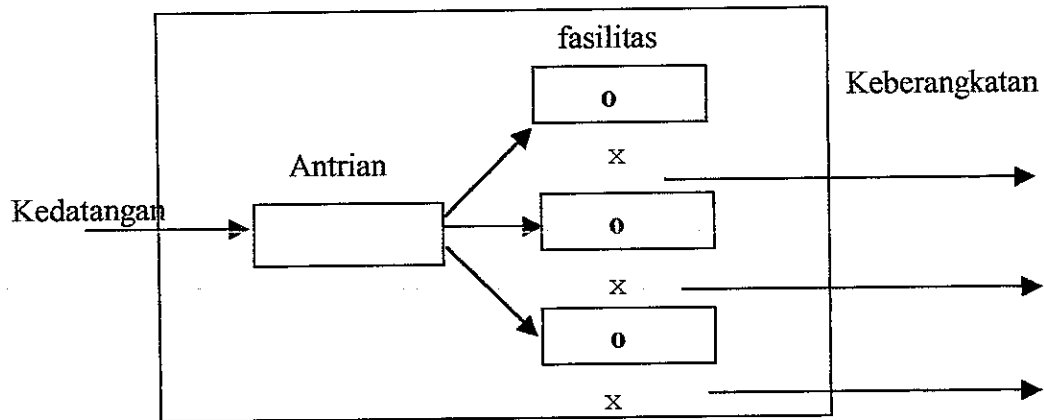 fasilitas
Keberangkatan
o
x
Antrian
Kedatangan
o
x
o
x